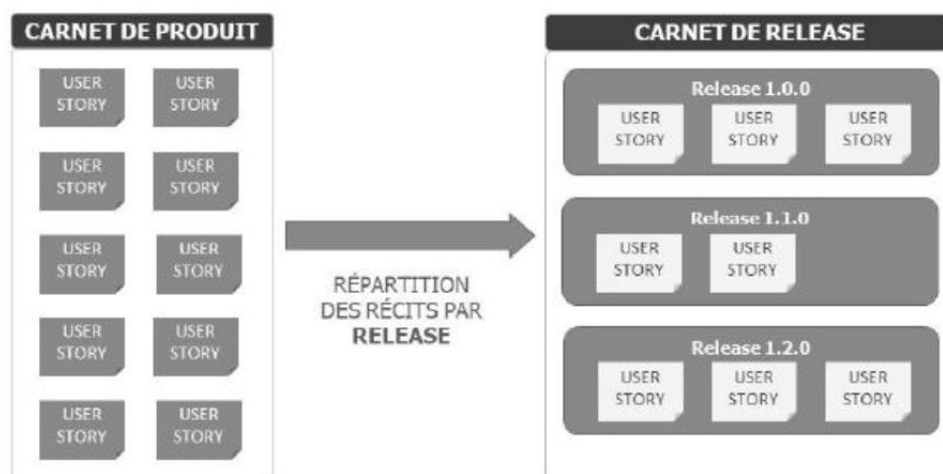 CARNET DE PRODUIT
USER
STORY
USER
STORY
USER
STORY
USER
STORY
USER
STORY
USER
STORY
USER
STORY
USER
STORY
USER
STORY
USER
STORY
RÉPARTITION
DES RÉCITS PAR
RELEASE
CARNET DE RELEASE
Release 1.0.0
USER
STORY
USER
STORY
USER
STORY
Release 1.1.0
USER
STORY
USER
STORY
Release 1.2.0
USER
STORY
USER
STORY
USER
STORY